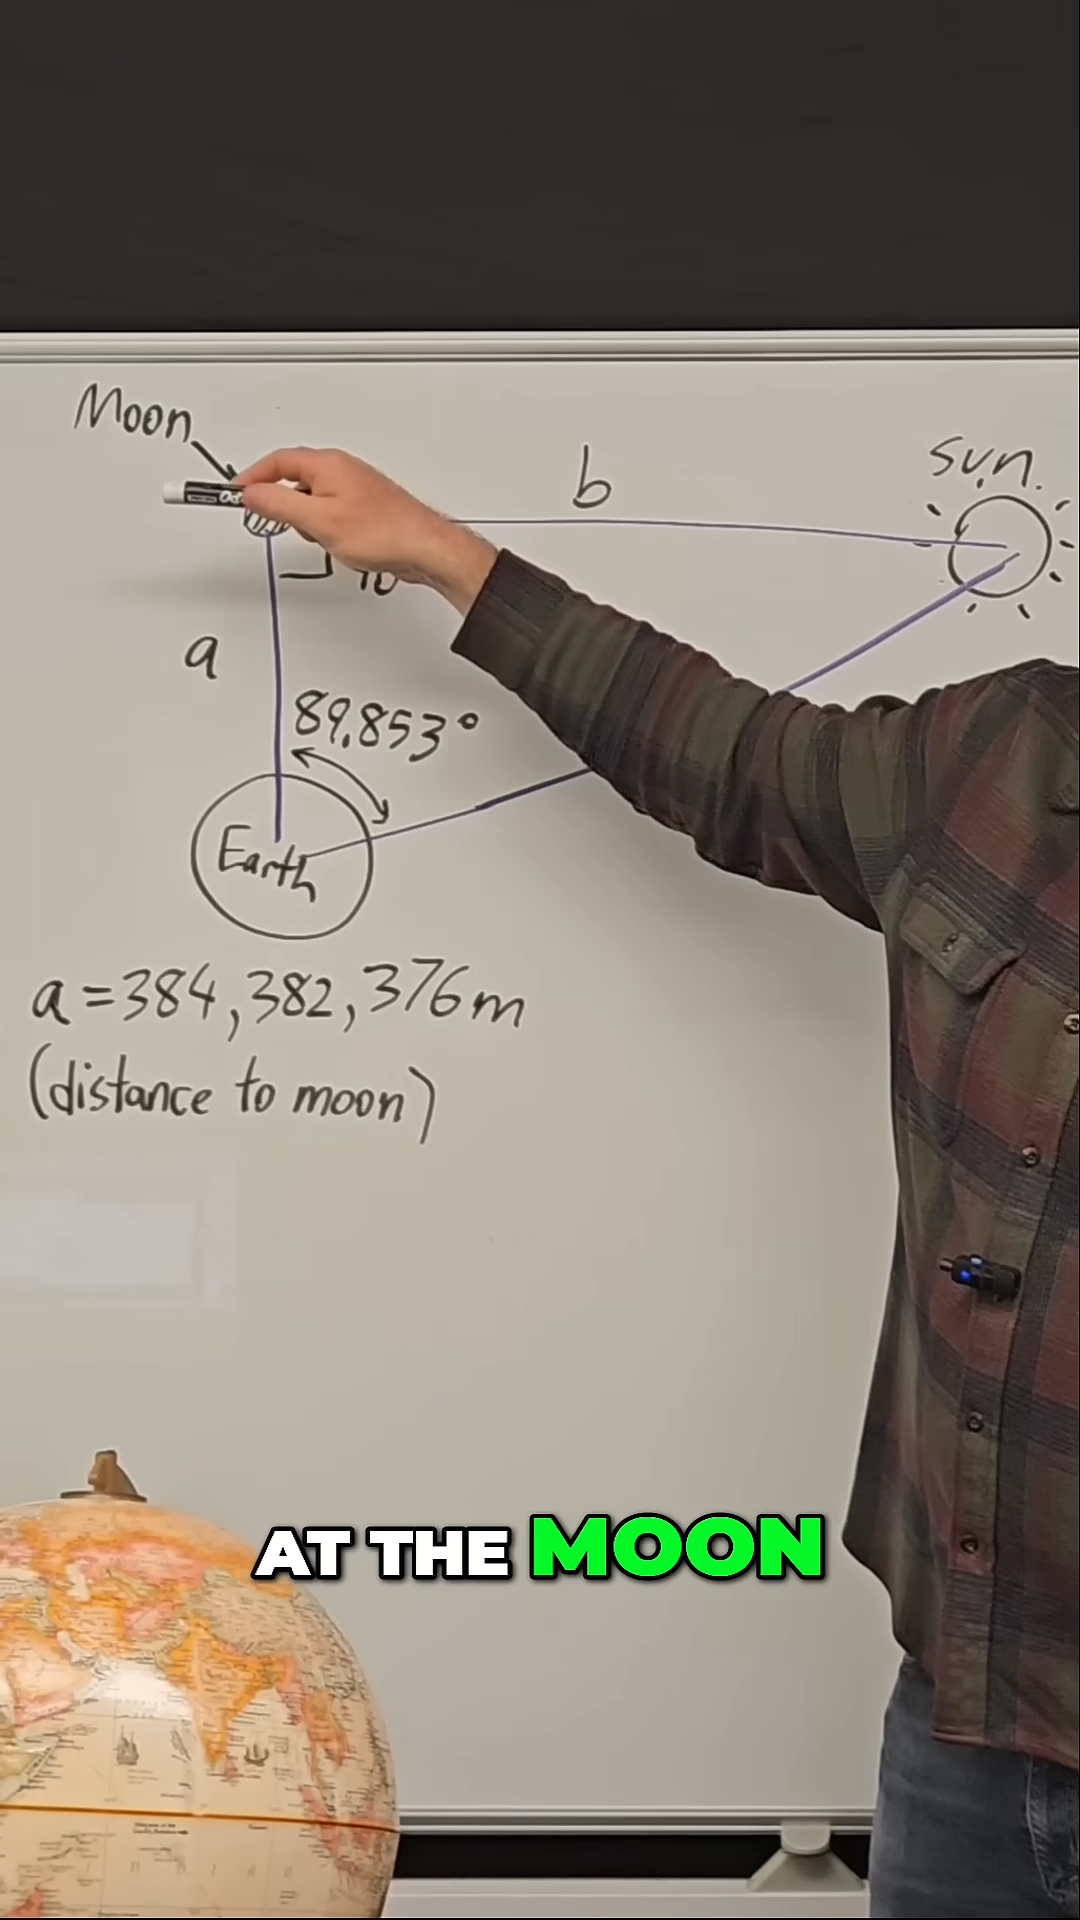 Moon
sun.
b
a
89.853°
Earth
a = 384,382,376m
(distance to moon)
AT THE MOON